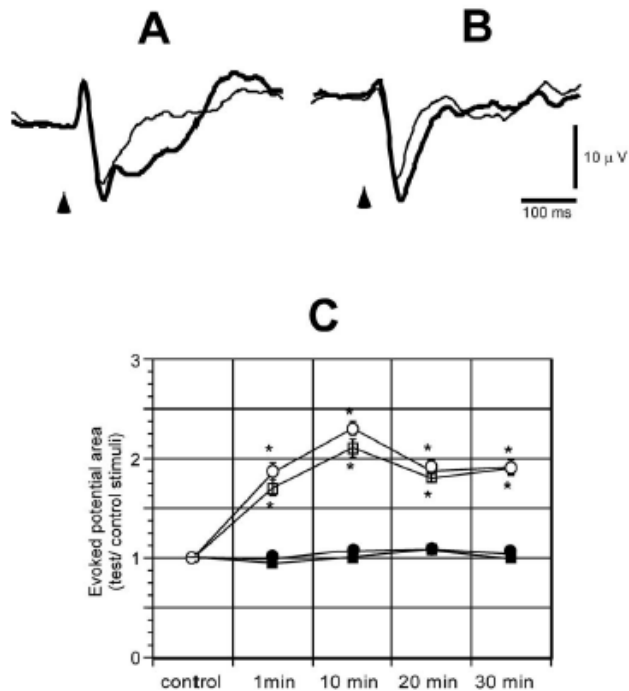 A
B
10 µ V
100 ms
C
Evoked potential area
(test/ control stimuli)
3
2
1
0
*
*
*
*
*
*
*
*
control
1min
10 min
20 min
30 min